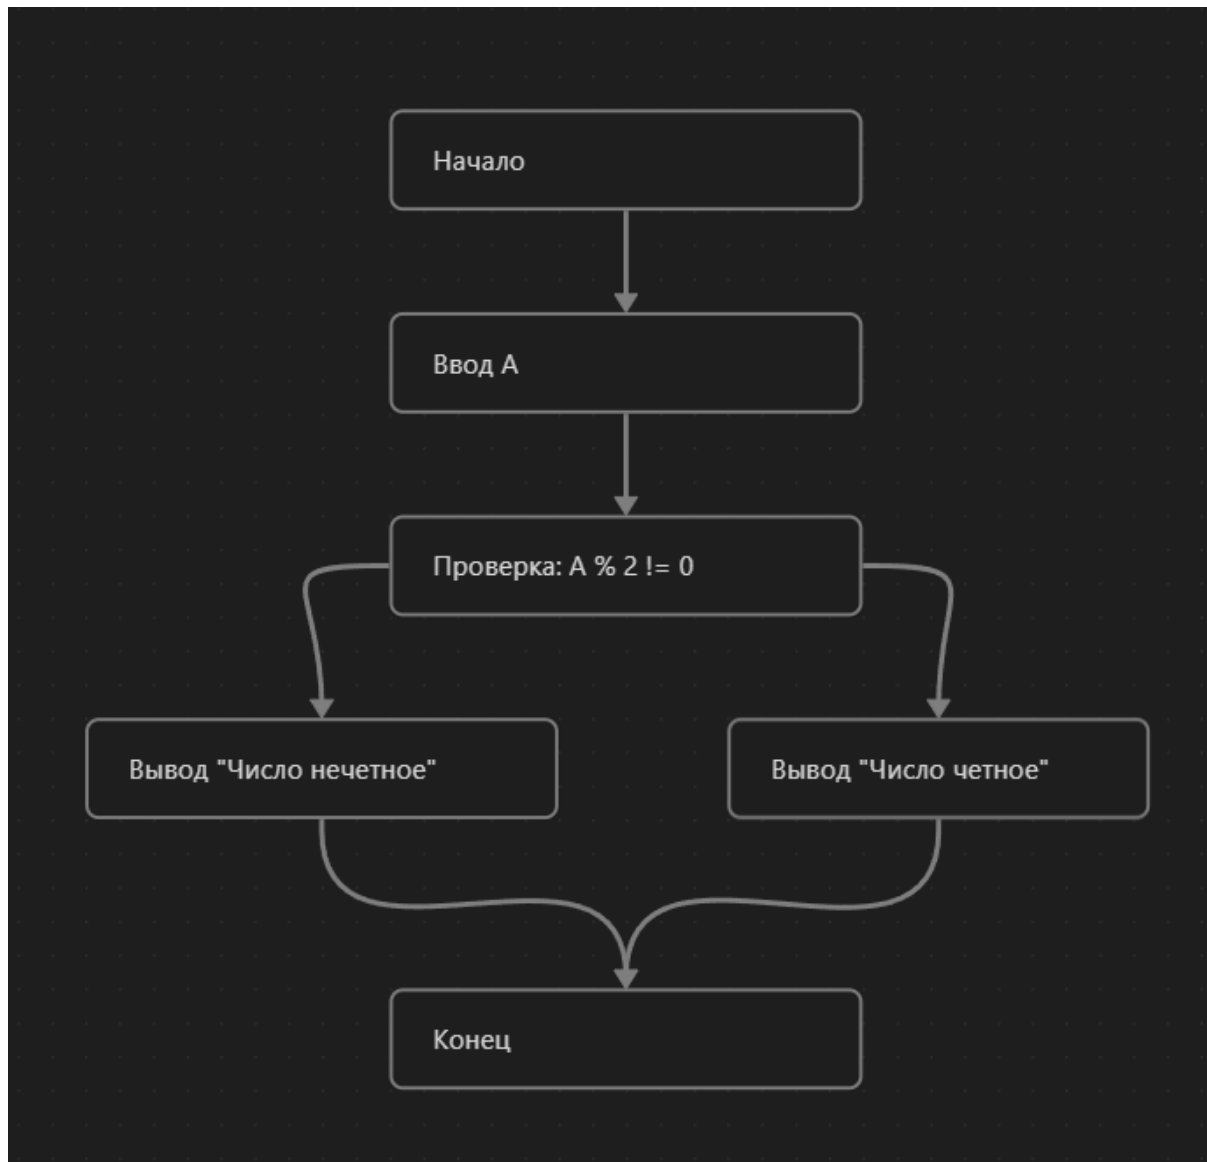 Начало
Ввод А
Проверка: А % 2 != 0
Вывод "Число нечетное"
Вывод "Число четное"
Конец